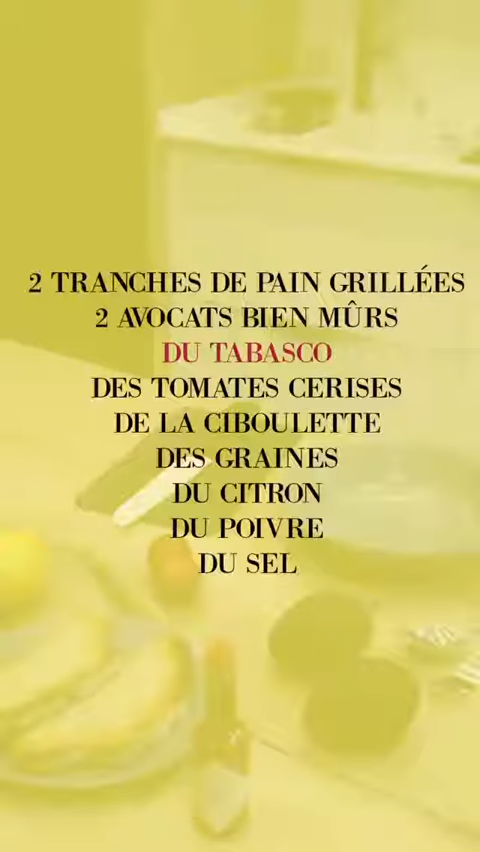 2 TRANCHES DE PAIN GRILLÉES
2 AVOCATS BIEN MÛRS
DU TABASCO
DES TOMATES CERISES
DE LA CIBOULETTE
DES GRAINES
DU CITRON
DU POIVRE
DU SEL